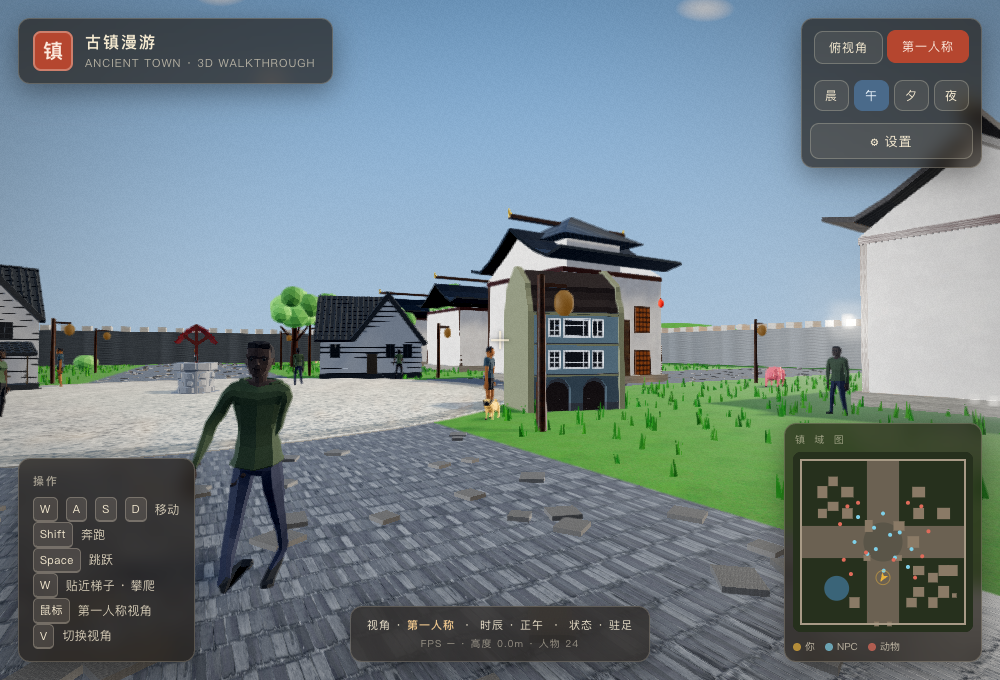 镇
古镇漫游
ANCIENT TOWN · 3D WALKTHROUGH
俯视角 第一人称
晨 午 夕 夜
⚙ 设置
操作
W A S D 移动
Shift 奔跑
Space 跳跃
W 贴近梯子 · 攀爬
鼠标 第一人称视角
V 切换视角
视角 · 第一人称 · 时辰 · 正午 · 状态 · 驻足
FPS — · 高度 0.0m · 人物 24
镇域图
你 NPC 动物